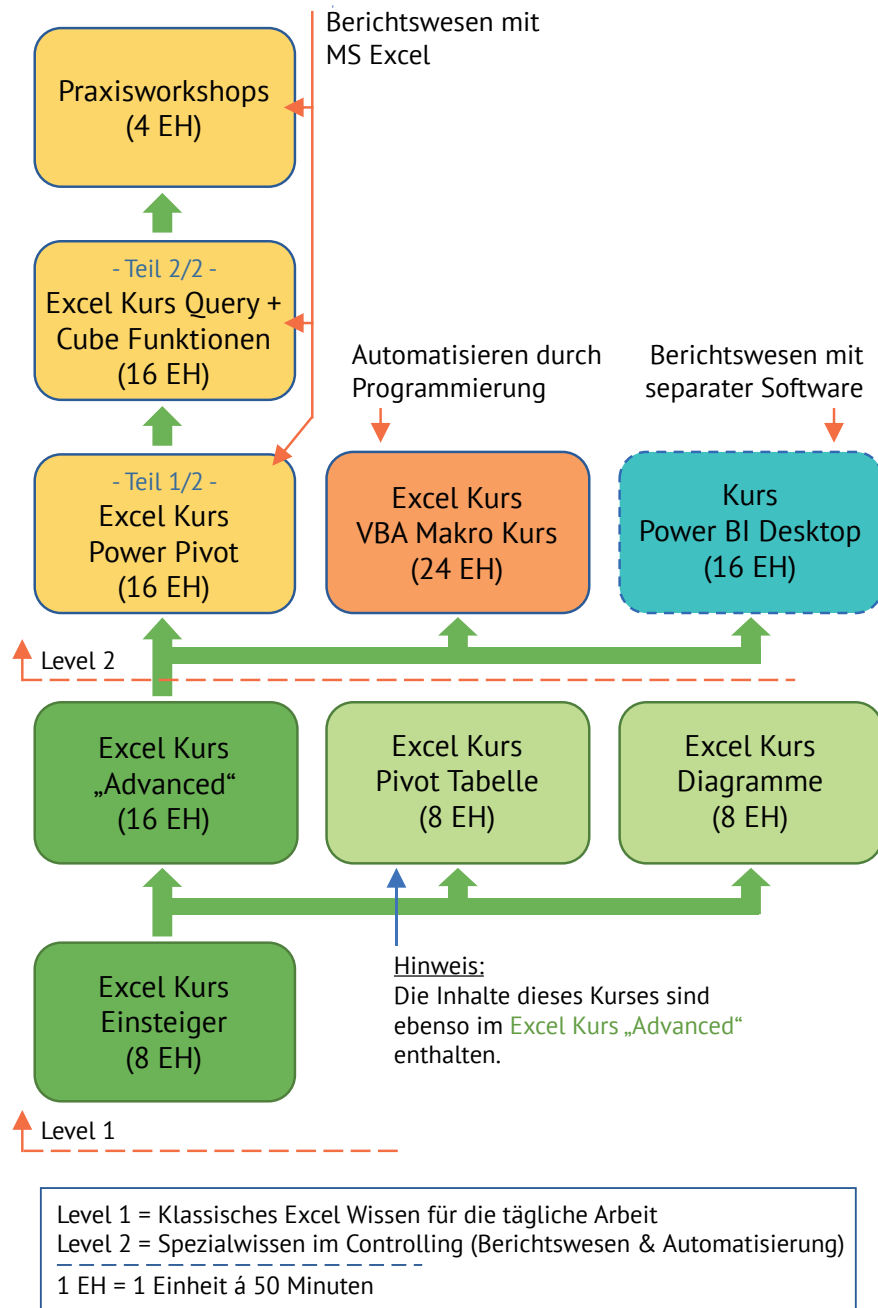 Berichtswesen mit
MS Excel
Praxisworkshops
(4 EH)
- Teil 2/2 -
Excel Kurs Query +
Cube Funktionen
(16 EH)
Automatisieren durch
Programmierung
Berichtswesen mit
separater Software
- Teil 1/2 -
Excel Kurs
Power Pivot
(16 EH)
Excel Kurs
VBA Makro Kurs
(24 EH)
Kurs
Power BI Desktop
(16 EH)
Level 2
Excel Kurs
„Advanced“
(16 EH)
Excel Kurs
Pivot Tabelle
(8 EH)
Excel Kurs
Diagramme
(8 EH)
Excel Kurs
Einsteiger
(8 EH)
Hinweis:
Die Inhalte dieses Kurses sind
ebenso im Excel Kurs „Advanced“
enthalten.
Level 1
Level 1 = Klassisches Excel Wissen für die tägliche Arbeit
Level 2 = Spezialwissen im Controlling (Berichtswesen & Automatisierung)
1 EH = 1 Einheit á 50 Minuten